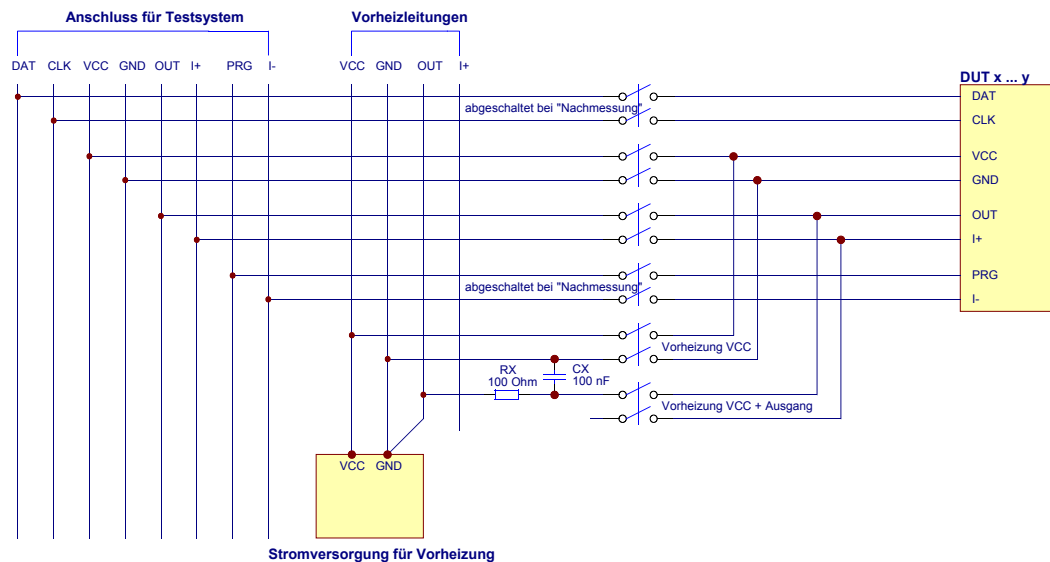 Anschluss für Testsystem
Vorheizleitungen
DAT CLK VCC GND OUT I+ PRG I-
VCC GND OUT I+
DUT x ... y
DAT
abgeschaltet bei "Nachmessung"
CLK
VCC
GND
OUT
I+
PRG
abgeschaltet bei "Nachmessung"
I-
Vorheizung VCC
RX
100 Ohm
CX
100 nF
Vorheizung VCC + Ausgang
VCC GND
Stromversorgung für Vorheizung